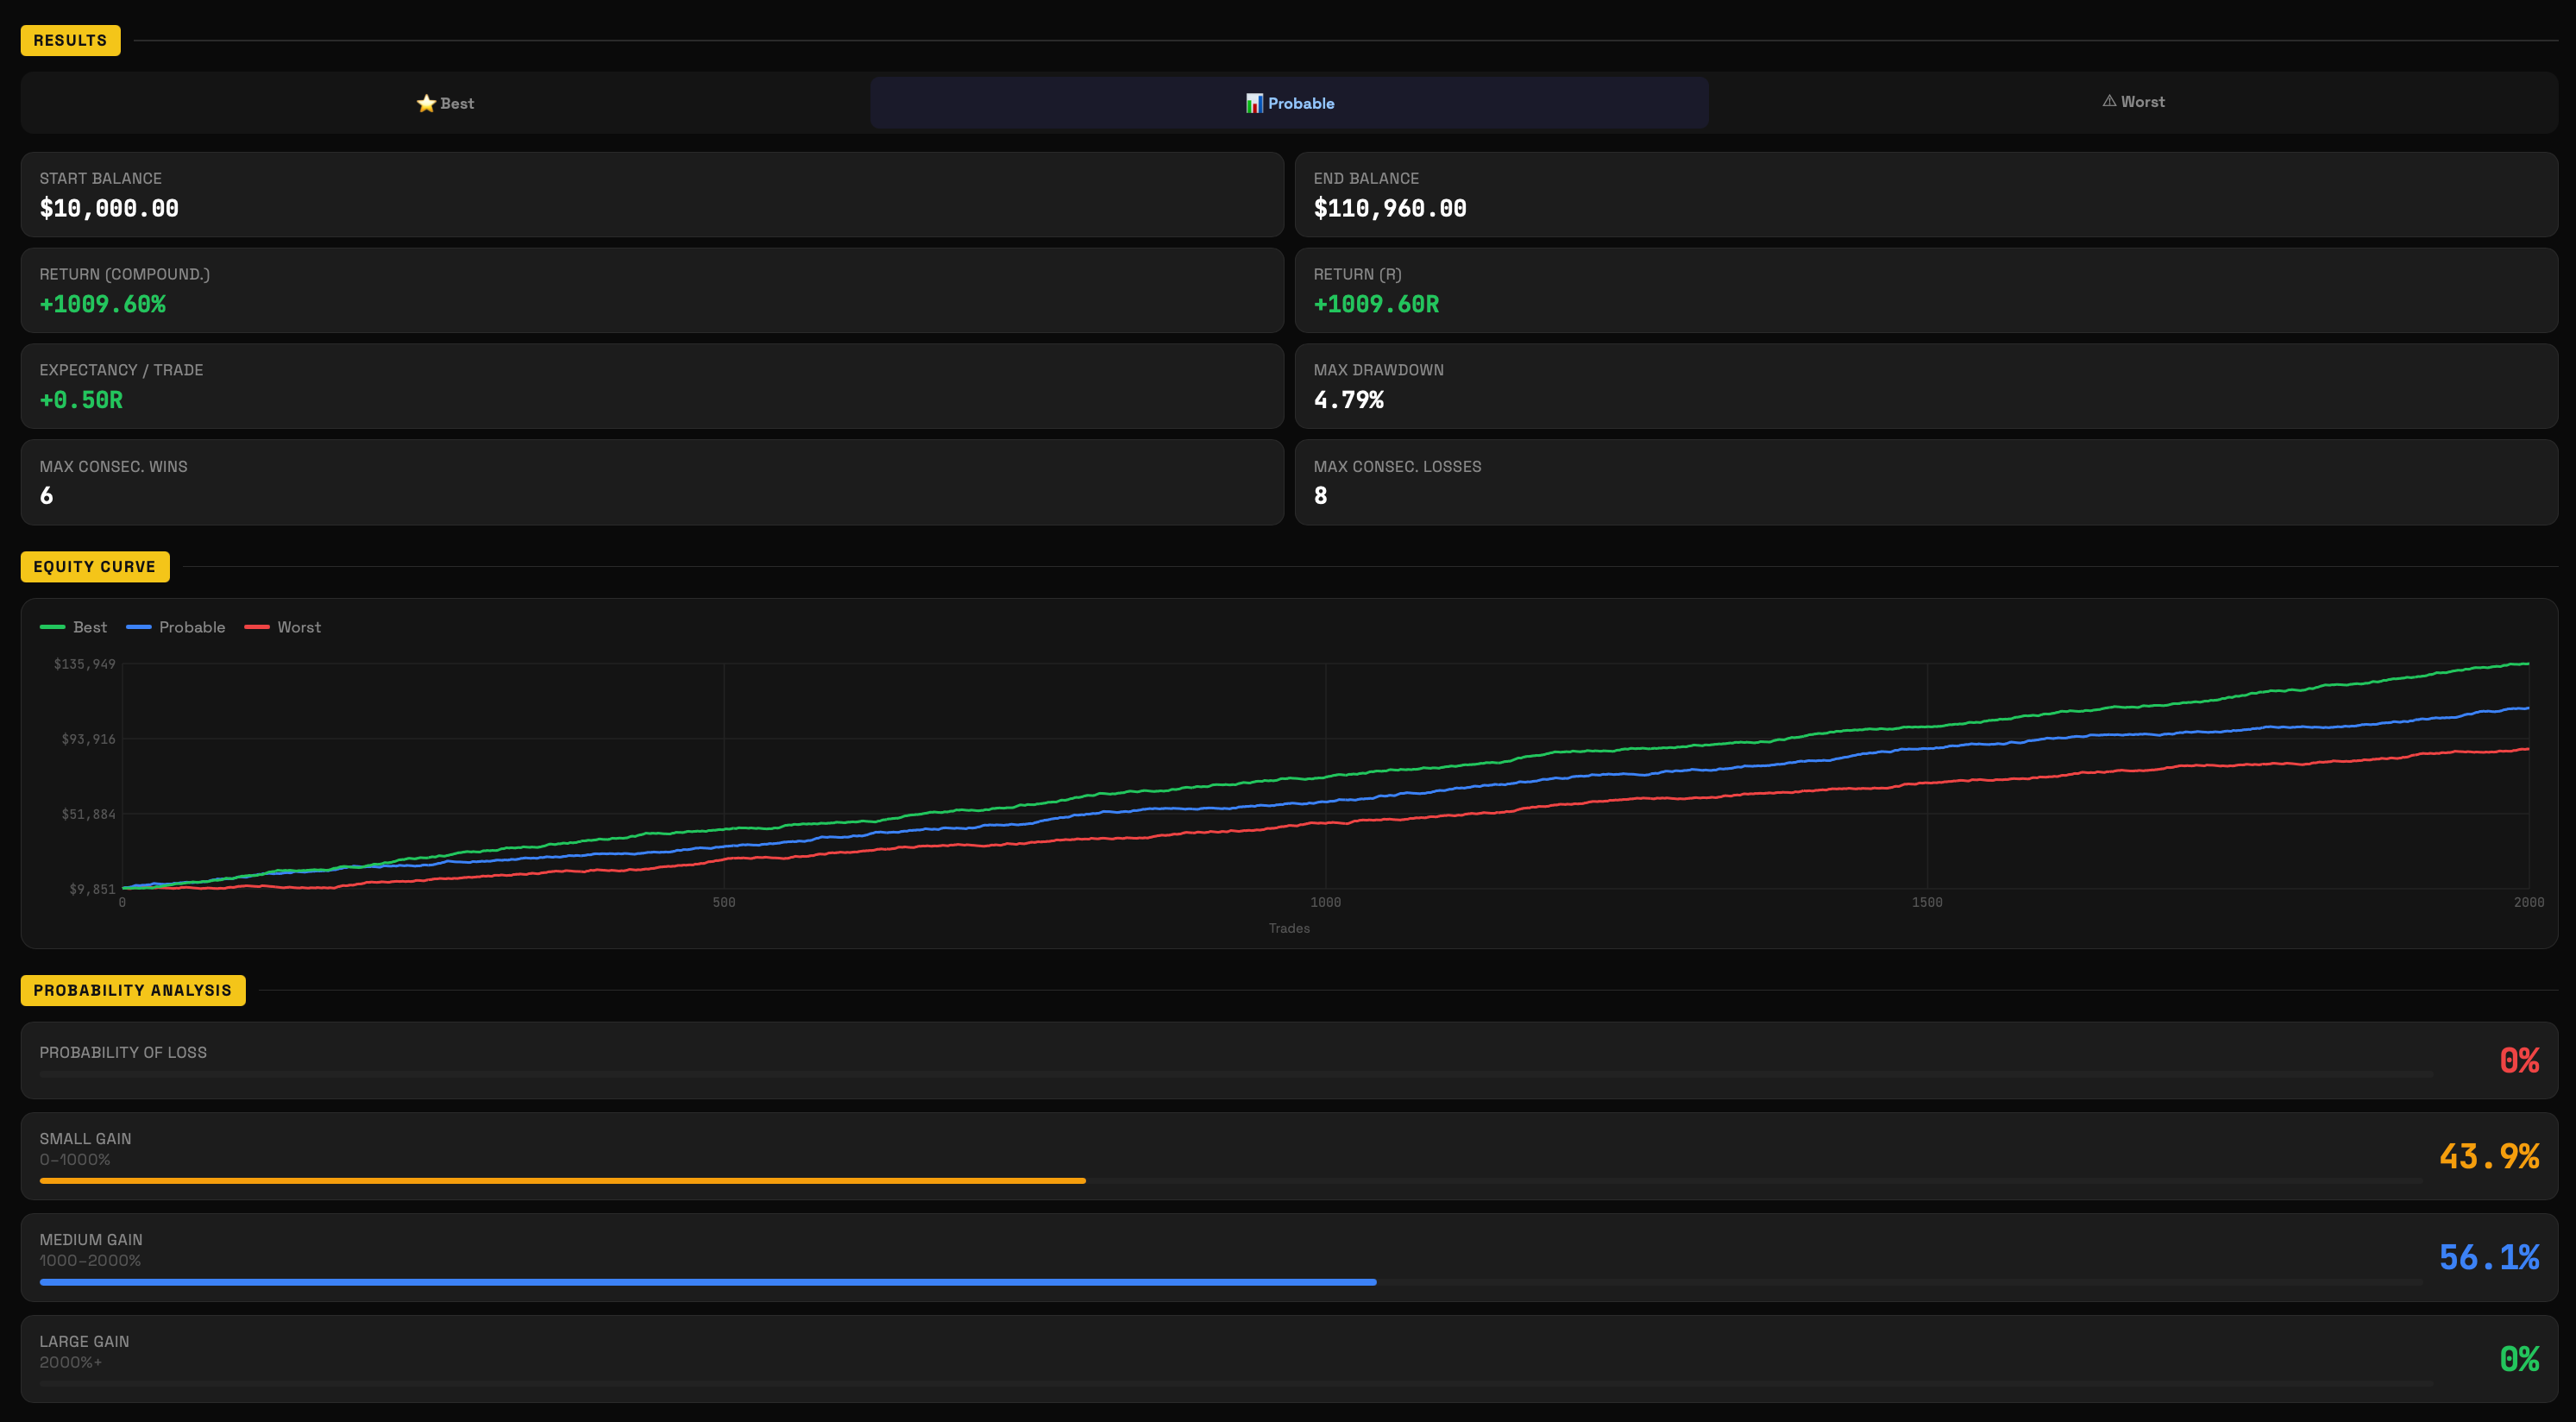 RESULTS
⭐ Best
📊 Probable
⚠ Worst
START BALANCE
$10,000.00
END BALANCE
$110,960.00
RETURN (COMPOUND.)
+1009.60%
RETURN (R)
+1009.60R
EXPECTANCY / TRADE
+0.50R
MAX DRAWDOWN
4.79%
MAX CONSEC. WINS
6
MAX CONSEC. LOSSES
8
EQUITY CURVE
Best Probable Worst
$135,949
$93,916
$51,884
$9,851
0 500 1000 1500 2000
Trades
PROBABILITY ANALYSIS
PROBABILITY OF LOSS
0%
SMALL GAIN
0–1000%
43.9%
MEDIUM GAIN
1000–2000%
56.1%
LARGE GAIN
2000%+
0%